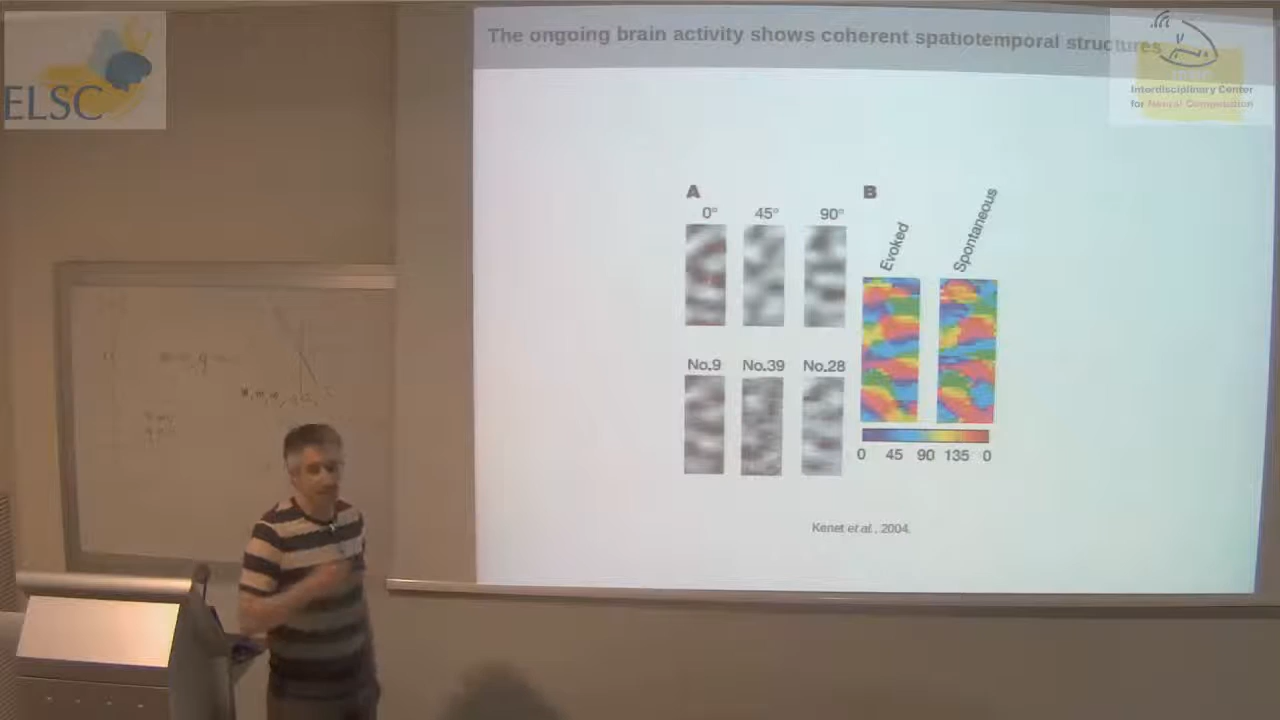 The ongoing brain activity shows coherent spatiotemporal structures
ELSC
Interdisciplinary Center
for Neural Computation
A
B
0° 45° 90°
Evoked
Spontaneous
No.9 No.39 No.28
0 45 90 135 0
Kenet et al., 2004.